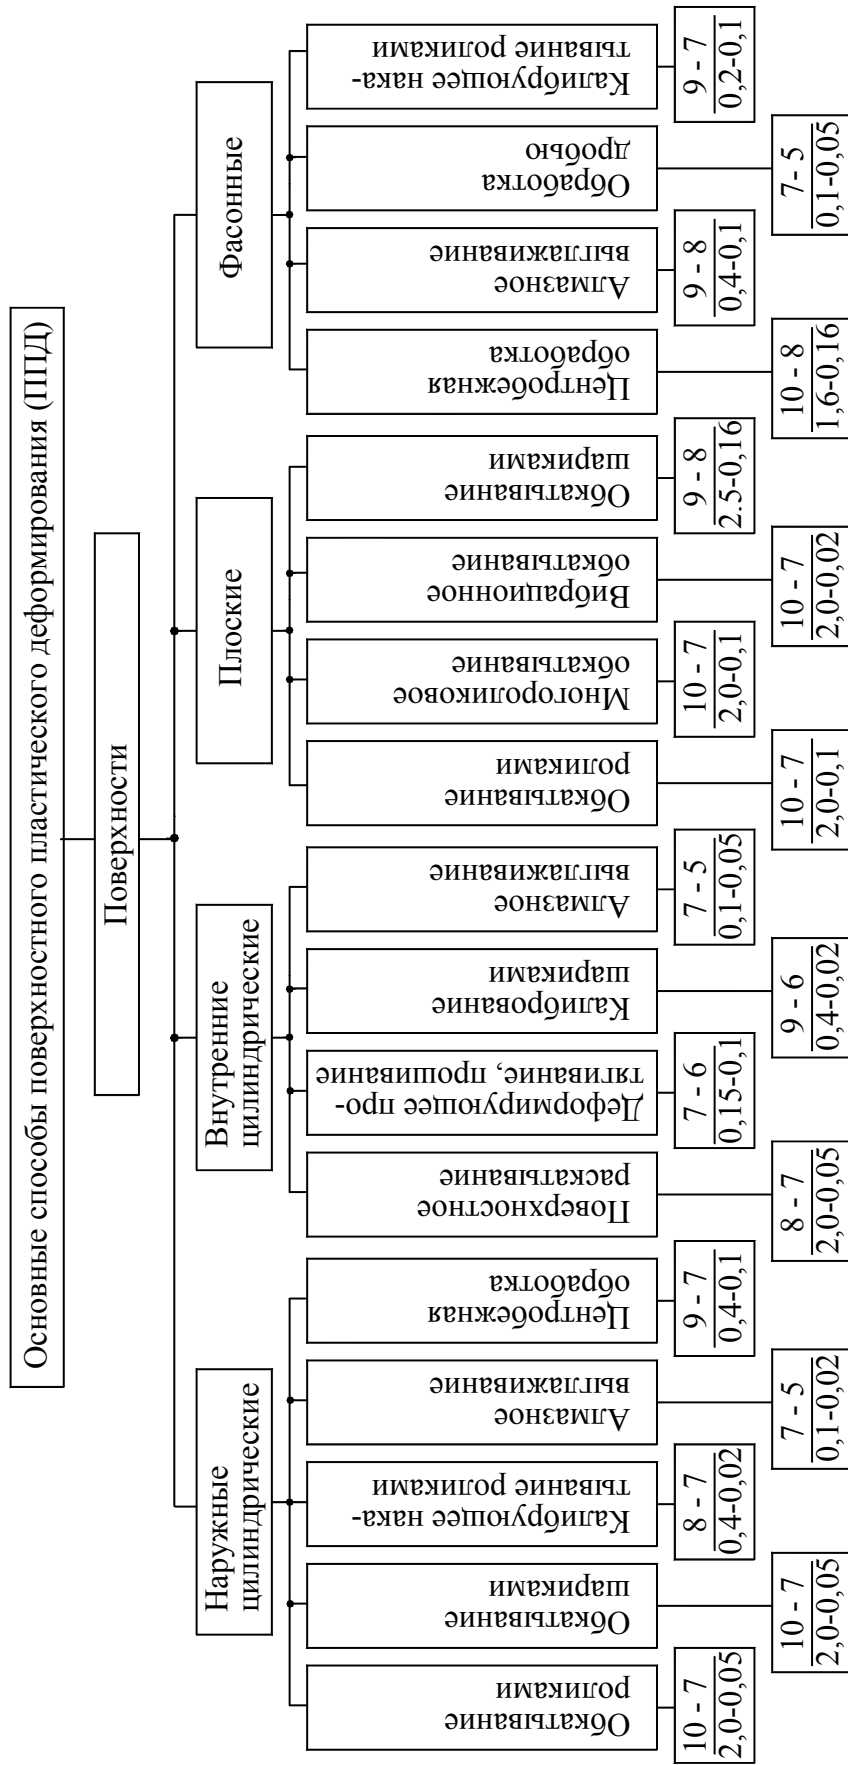 Основные способы поверхностного пластического деформирования (ППД)
Поверхности
Наружные
цилиндрические
Внутренние
цилиндрические
Плоские
Фасонные
Обкатывание
роликами
Обкатывание
шариками
Калибрующее нака-
тывание роликами
Алмазное
выглаживание
Центробежная
обработка
Поверхностное
раскатывание
Деформирующее про-
тягивание, прошивание
Калибрование
шариками
Алмазное
выглаживание
Обкатывание
роликами
Многороликовое
обкатывание
Вибрационное
обкатывание
Обкатывание
шариками
Центробежная
обработка
Алмазное
выглаживание
Обработка
дробью
Калибрующее нака-
тывание роликами
10 - 7
2,0-0,05
10 - 7
2,0-0,05
8 - 7
0,4-0,02
7 - 5
0,1-0,02
9 - 7
0,4-0,1
8 - 7
2,0-0,05
7 - 6
0,15-0,1
9 - 6
0,4-0,02
7 - 5
0,1-0,05
10 - 7
2,0-0,1
10 - 7
2,0-0,1
10 - 7
2,0-0,02
9 - 8
2.5-0,16
10 - 8
1,6-0,16
9 - 8
0,4-0,1
7 - 5
0,1-0,05
9 - 7
0,2-0,1